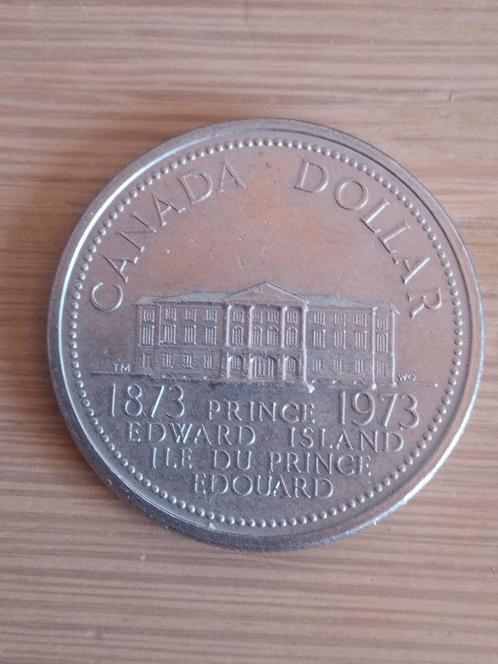 CANADA DOLLAR
TM WO
1873 PRINCE 1973
EDWARD ISLAND
ILE DU PRINCE
EDOUARD